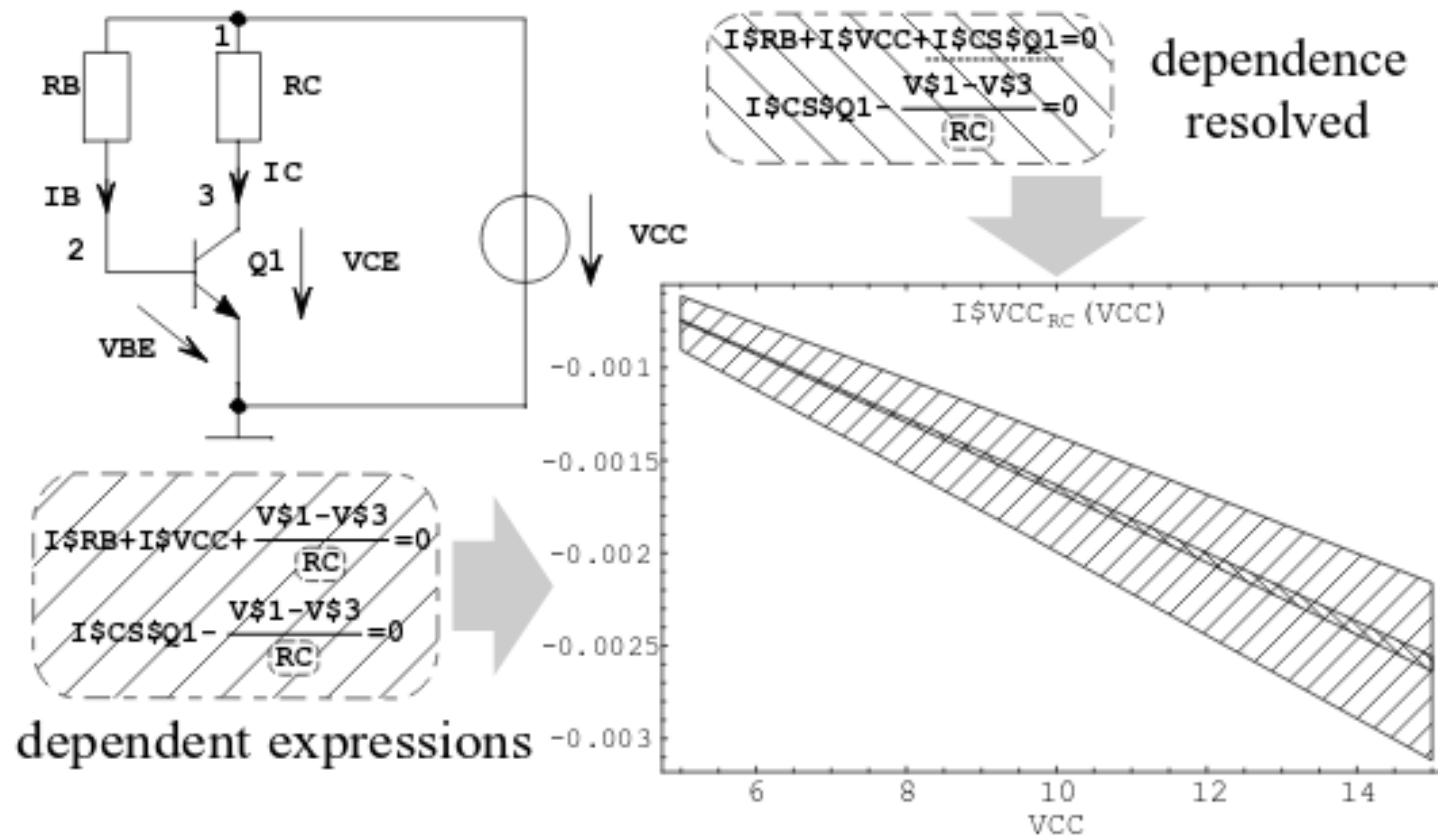 1
RB
RC
IB
3
IC
2
Q1
VCE
VCC
VBE
I$RB+I$VCC+I$CS$Q1=0
I$CS$Q1- V$1-V$3 =0
RC
dependence
resolved
I$RB+I$VCC+ V$1-V$3 =0
RC
I$CS$Q1- V$1-V$3 =0
RC
dependent expressions
I$VCC_RC (VCC)
-0.001
-0.0015
-0.002
-0.0025
-0.003
6 8 10 12 14
VCC